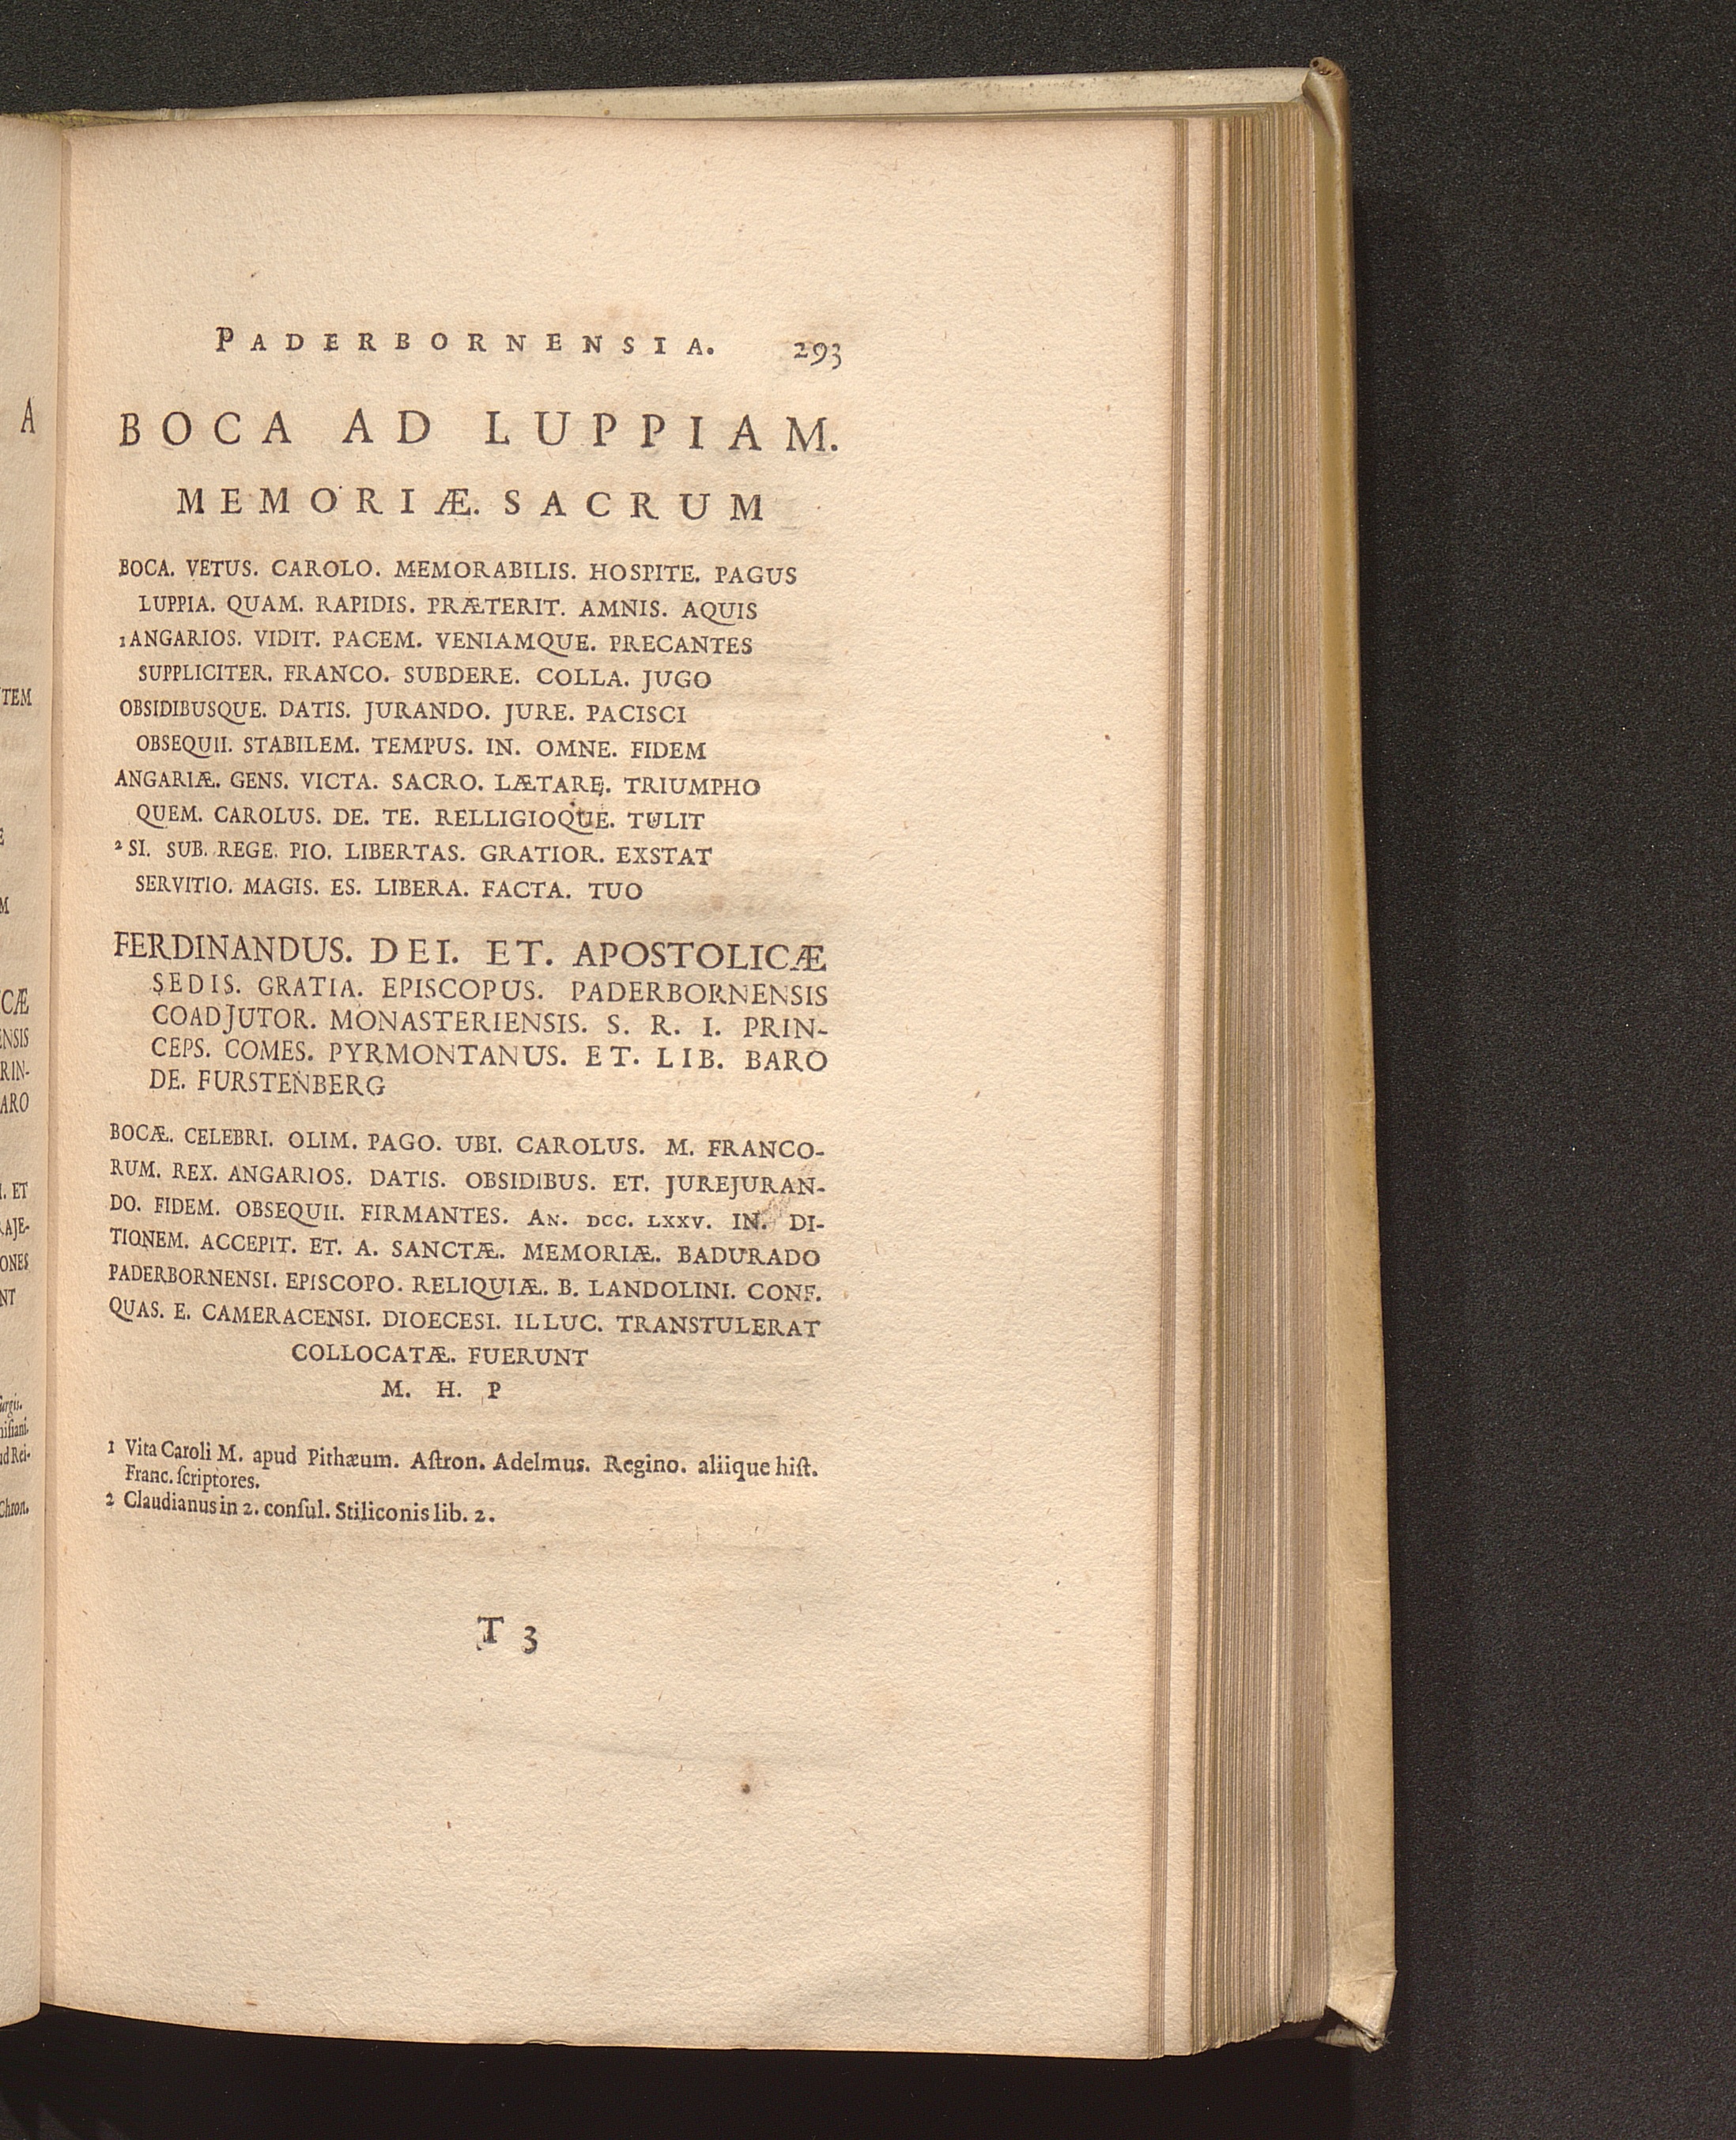 PADERBORNENSIA. 293
BOCA AD LUPPIAM.
MEMORIÆ. SACRUM
BOCA. VETUS. CAROLO. MEMORABILIS. HOSPITE. PAGUS
LUPPIA. QUAM. RAPIDIS. PRÆTERIT. AMNIS. AQUIS
1 ANGARIOS. VIDIT. PACEM. VENIAMQUE. PRECANTES
SUPPLICITER. FRANCO. SUBDERE. COLLA. JUGO
OBSIDIBUSQUE. DATIS. JURANDO. JURE. PACISCI
OBSEQUII. STABILEM. TEMPUS. IN. OMNE. FIDEM
ANGARIÆ. GENS. VICTA. SACRO. LÆTARE. TRIUMPHO
QUEM. CAROLUS. DE. TE. RELLIGIOQUE. TULIT
2 SI. SUB. REGE. PIO. LIBERTAS. GRATIOR. EXSTAT
SERVITIO. MAGIS. ES. LIBERA. FACTA. TUO
FERDINANDUS. DEI. ET. APOSTOLICÆ
SEDIS. GRATIA. EPISCOPUS. PADERBORNENSIS
COADJUTOR. MONASTERIENSIS. S. R. I. PRIN-
CEPS. COMES. PYRMONTANUS. ET. LIB. BARO
DE. FURSTENBERG
BOCÆ. CELEBRI. OLIM. PAGO. UBI. CAROLUS. M. FRANCO-
RUM. REX. ANGARIOS. DATIS. OBSIDIBUS. ET. JUREJURAN-
DO. FIDEM. OBSEQUII. FIRMANTES. AN. DCC. LXXV. IN. DI-
TIONEM. ACCEPIT. ET. A. SANCTÆ. MEMORIÆ. BADURADO
PADERBORNENSI. EPISCOPO. RELIQUIÆ. B. LANDOLINI. CONF.
QUAS. E. CAMERACENSI. DIOECESI. ILLUC. TRANSTULERAT
COLLOCATÆ. FUERUNT
M. H. P
1 Vita Caroli M. apud Pithæum. Aſtron. Adelmus. Regino. aliique hiſt.
Franc. ſcriptores.
2 Claudianus in 2. conſul. Stiliconis lib. 2.
T 3